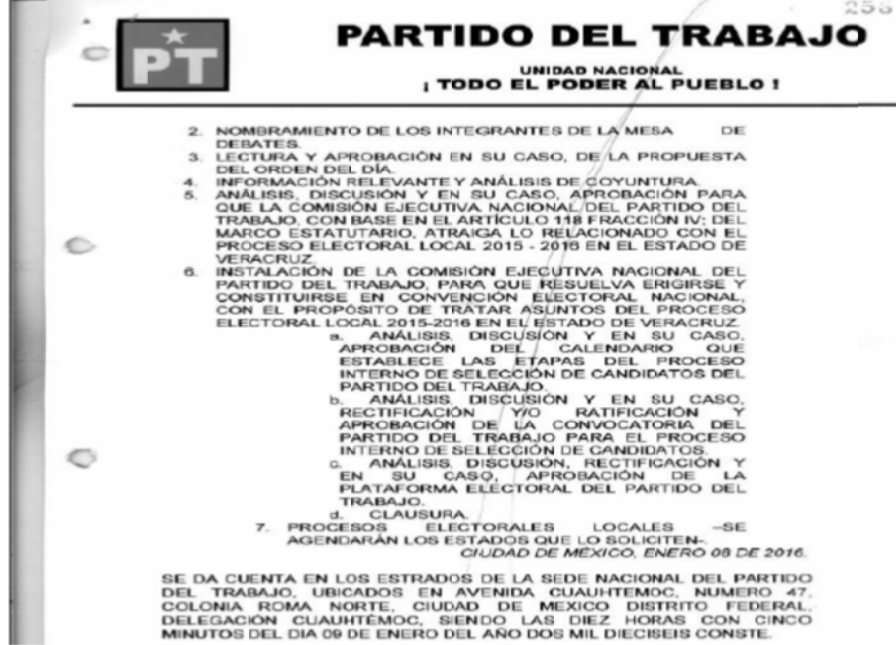 258
PT
PARTIDO DEL TRABAJO
UNIDAD NACIONAL
¡ TODO EL PODER AL PUEBLO !
2. NOMBRAMIENTO DE LOS INTEGRANTES DE LA MESA DE
DEBATES.
3. LECTURA Y APROBACIÓN EN SU CASO, DE LA PROPUESTA
DEL ORDEN DEL DÍA.
4. INFORMACIÓN RELEVANTE Y ANÁLISIS DE COYUNTURA.
5. ANÁLISIS, DISCUSIÓN Y EN SU CASO, APROBACIÓN PARA
QUE LA COMISIÓN EJECUTIVA NACIONAL DEL PARTIDO DEL
TRABAJO, CON BASE EN EL ARTÍCULO 118 FRACCIÓN IV; DEL
MARCO ESTATUTARIO, ATRAIGA LO RELACIONADO CON EL
PROCESO ELECTORAL LOCAL 2015 - 2016 EN EL ESTADO DE
VERACRUZ.
6. INSTALACIÓN DE LA COMISIÓN EJECUTIVA NACIONAL DEL
PARTIDO DEL TRABAJO, PARA QUE RESUELVA ERIGIRSE Y
CONSTITUIRSE EN CONVENCIÓN ELECTORAL NACIONAL,
CON EL PROPÓSITO DE TRATAR ASUNTOS DEL PROCESO
ELECTORAL LOCAL 2015-2016 EN EL ESTADO DE VERACRUZ.
a. ANÁLISIS, DISCUSIÓN Y EN SU CASO,
APROBACIÓN DEL CALENDARIO QUE
ESTABLECE LAS ETAPAS DEL PROCESO
INTERNO DE SELECCIÓN DE CANDIDATOS DEL
PARTIDO DEL TRABAJO.
b. ANÁLISIS, DISCUSIÓN Y EN SU CASO,
RECTIFICACIÓN Y/O RATIFICACIÓN Y
APROBACIÓN DE LA CONVOCATORIA DEL
PARTIDO DEL TRABAJO PARA EL PROCESO
INTERNO DE SELECCIÓN DE CANDIDATOS.
c. ANÁLISIS, DISCUSIÓN, RECTIFICACIÓN Y
EN SU CASO, APROBACIÓN DE LA
PLATAFORMA ELECTORAL DEL PARTIDO DEL
TRABAJO.
d. CLAUSURA.
7. PROCESOS ELECTORALES LOCALES –SE
AGENDARÁN LOS ESTADOS QUE LO SOLICITEN-.
CIUDAD DE MÉXICO, ENERO 08 DE 2016.
SE DA CUENTA EN LOS ESTRADOS DE LA SEDE NACIONAL DEL PARTIDO
DEL TRABAJO, UBICADOS EN AVENIDA CUAUHTEMOC, NUMERO 47,
COLONIA ROMA NORTE, CIUDAD DE MEXICO DISTRITO FEDERAL,
DELEGACIÓN CUAUHTÉMOC, SIENDO LAS DIEZ HORAS CON CINCO
MINUTOS DEL DIA 09 DE ENERO DEL AÑO DOS MIL DIECISEIS CONSTE.